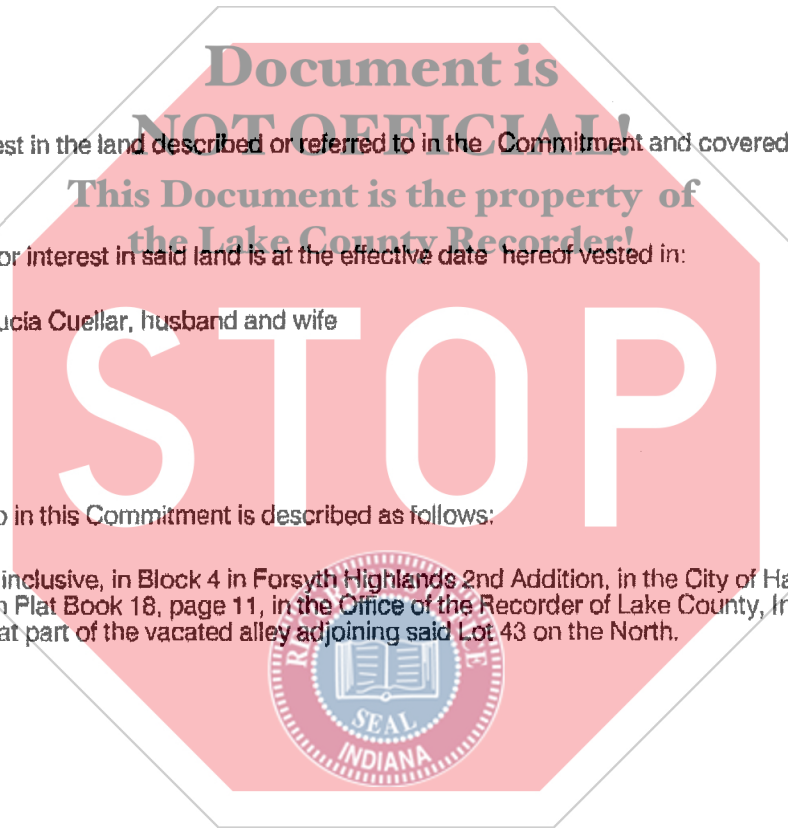 Document is
NOT OFFICIAL!
est in the land described or referred to in the Commitment and covered
This Document is the property of
the Lake County Recorder!
or interest in said land is at the effective date hereof vested in:
ucia Cuellar, husband and wife
STOP
o in this Commitment is described as follows:
inclusive, in Block 4 in Forsyth Highlands 2nd Addition, in the City of Ha
n Plat Book 18, page 11, in the Office of the Recorder of Lake County, In
at part of the vacated alley adjoining said Lot 43 on the North.
RECORDER'S OFFICE
SEAL
INDIANA